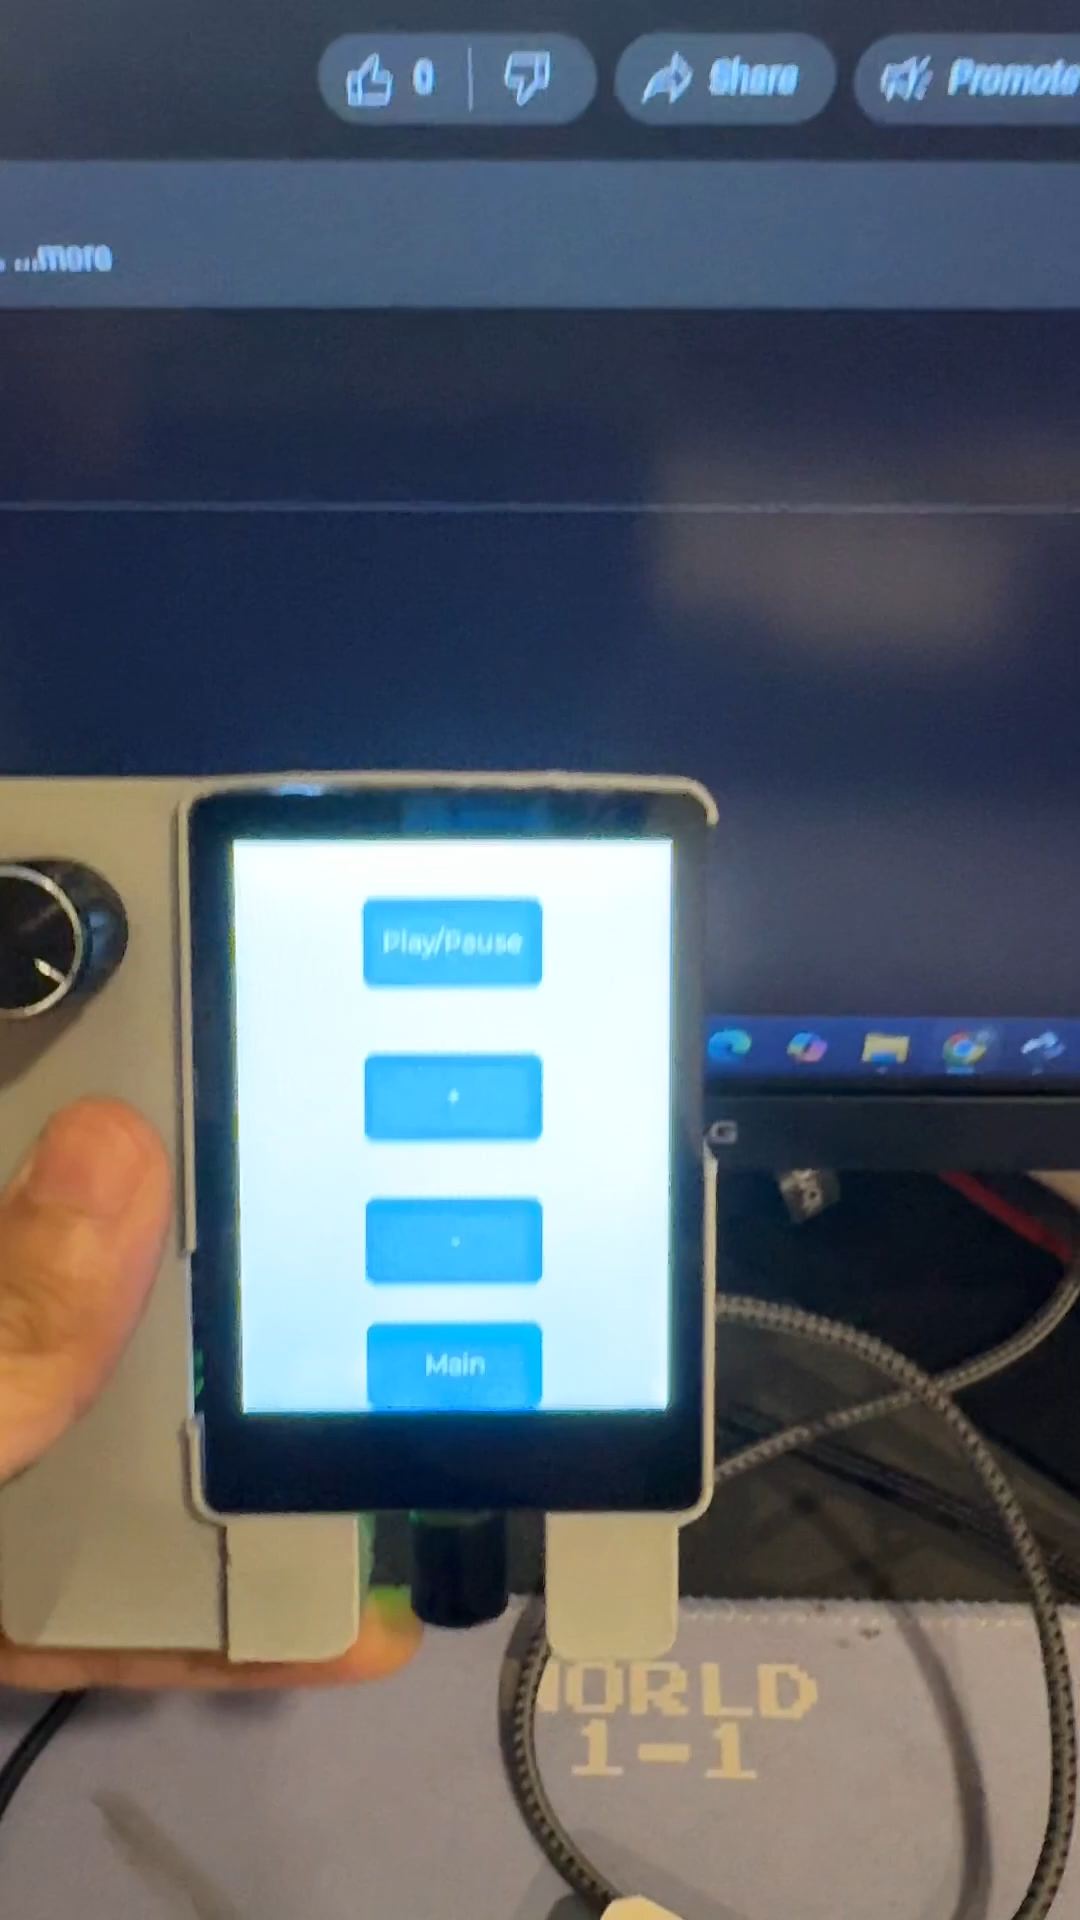 0
Share
Promote
...more
Play/Pause
+
-
Main
G
WORLD
1-1